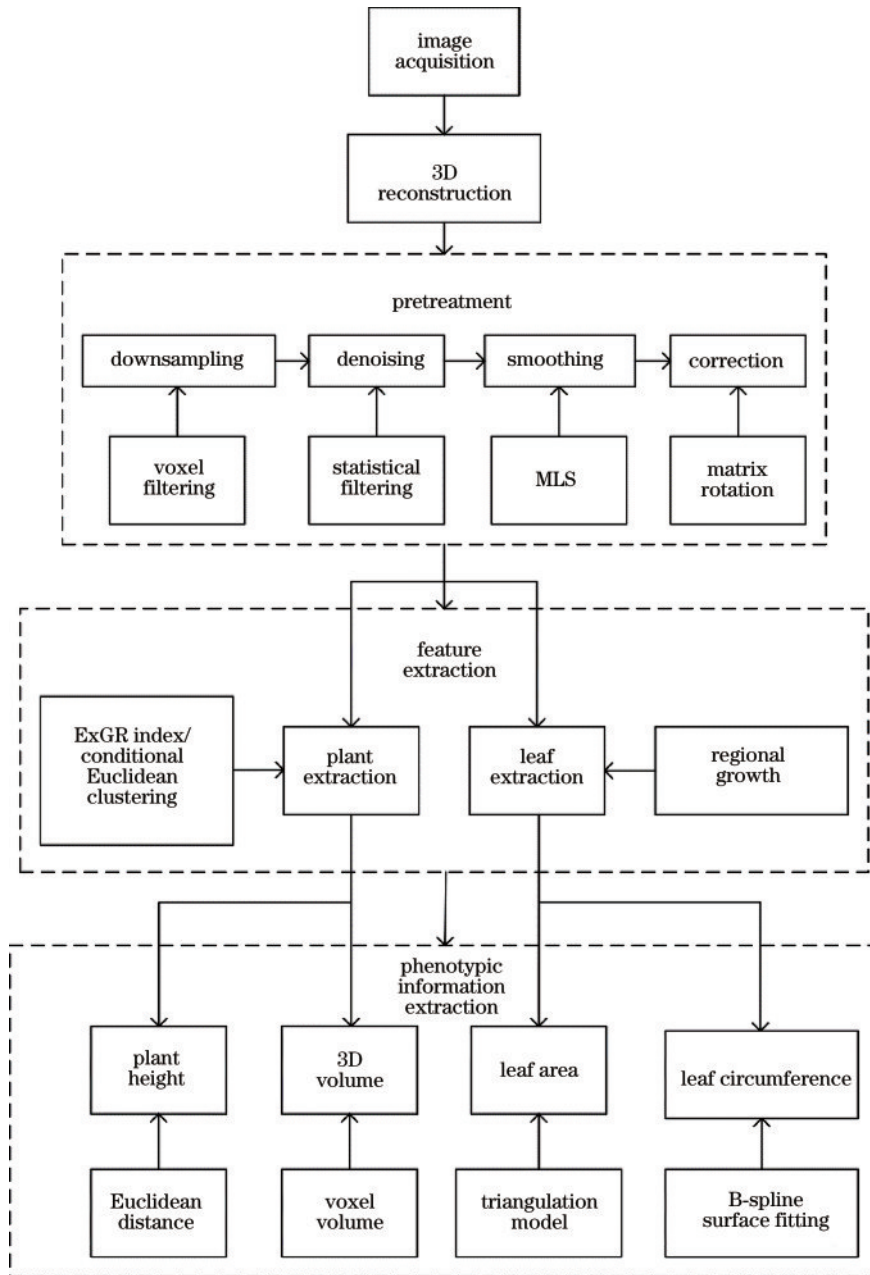 image
acquisition
3D
reconstruction
pretreatment
downsampling
denoising
smoothing
correction
voxel
filtering
statistical
filtering
MLS
matrix
rotation
feature
extraction
ExGR index/
conditional
Euclidean
clustering
plant
extraction
leaf
extraction
regional
growth
phenotypic
information
extraction
plant
height
3D
volume
leaf area
leaf circumference
Euclidean
distance
voxel
volume
triangulation
model
B-spline
surface fitting